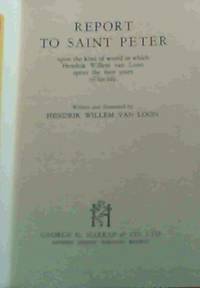 REPORT
TO SAINT PETER
upon the kind of world in which
Hendrik Willem van Loon
spent the first years
of his life
Written and illustrated by
HENDRIK WILLEM VAN LOON
GEORGE G. HARRAP & CO. LTD.